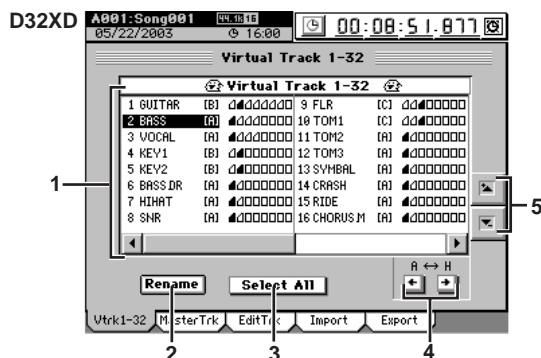 D32XD
A001:Song001 44.1k 16 00:08:51.877
05/22/2003 16:00
Virtual Track 1-32
Virtual Track 1-32
1 GUITAR [B] 9 FLR [C]
2 BASS [A] 10 TOM1 [C]
3 VOCAL [A] 11 TOM2 [A]
4 KEY1 [B] 12 TOM3 [A]
5 KEY2 [B] 13 SYMBAL [A]
6 BASS.DR [A] 14 CRASH [A]
7 HIHAT [A] 15 RIDE [A]
8 SNR [A] 16 CHORUS.M [A]
1
5
A ↔ H
Rename Select All
Vtrk1-32 MasterTrk EditTrk Import Export
2 3 4